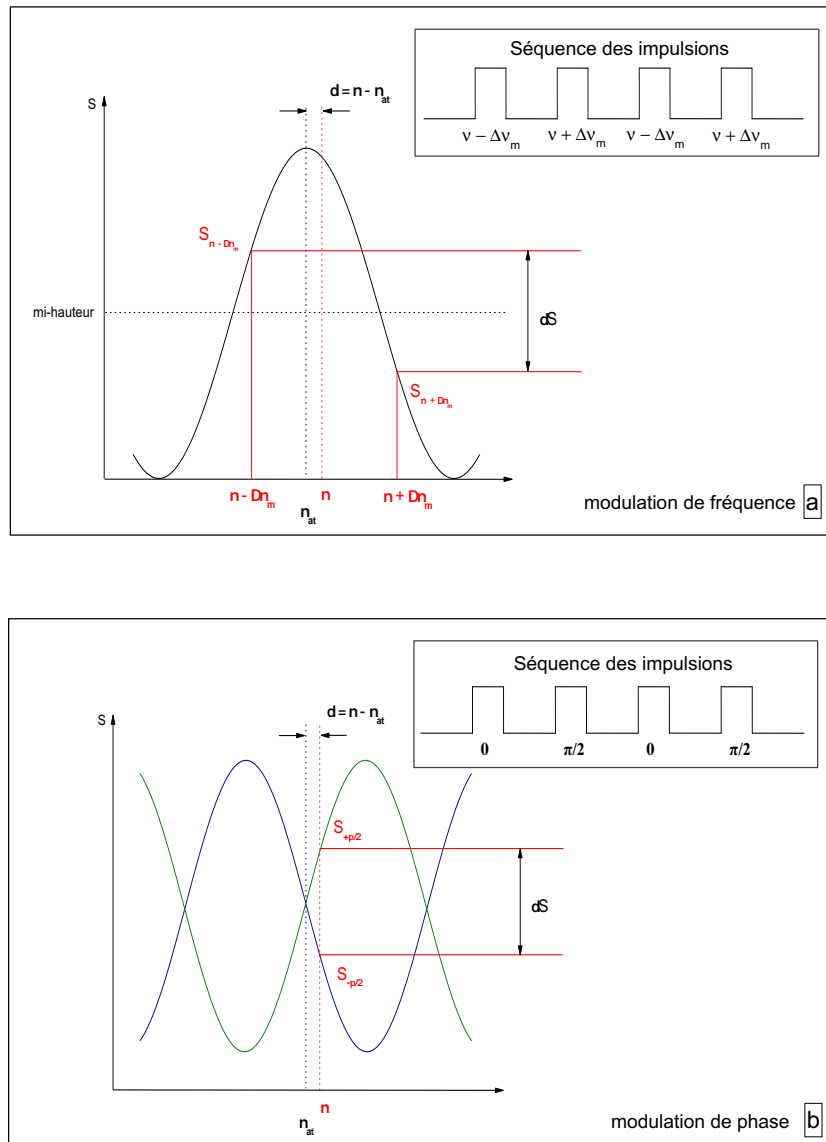 Séquence des impulsions
ν − Δν_m ν + Δν_m ν − Δν_m ν + Δν_m
d = n - n_at
S
S_n - Dn_m
mi-hauteur
dS
S_n + Dn_m
n - Dn_m n n + Dn_m
n_at
modulation de fréquence a
Séquence des impulsions
0 π/2 0 π/2
d = n - n_at
S
S_+p/2
dS
S_-p/2
n
n_at
modulation de phase b